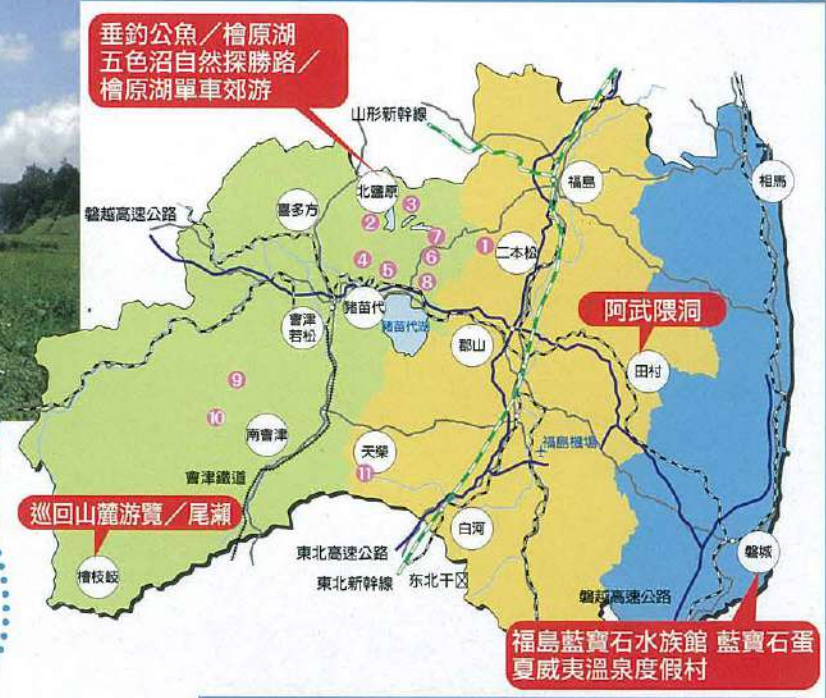 垂釣公魚／檜原湖
五色沼自然探勝路／
檜原湖單車郊游
山形新幹線
福島
相馬
北鹽原
喜多方
磐越高速公路
3
2
7
1
二本松
4
5
6
8
豬苗代
豬苗代湖
會津
若松
郡山
阿武隈洞
田村
9
10
南會津
天榮
11
福島機場
會津鐵道
巡回山麓游覽／尾瀨
檜枝岐
白河
東北高速公路
東北新幹線
东北干
磐城
磐越高速公路
福島藍寶石水族館 藍寶石蛋
夏威夷溫泉度假村